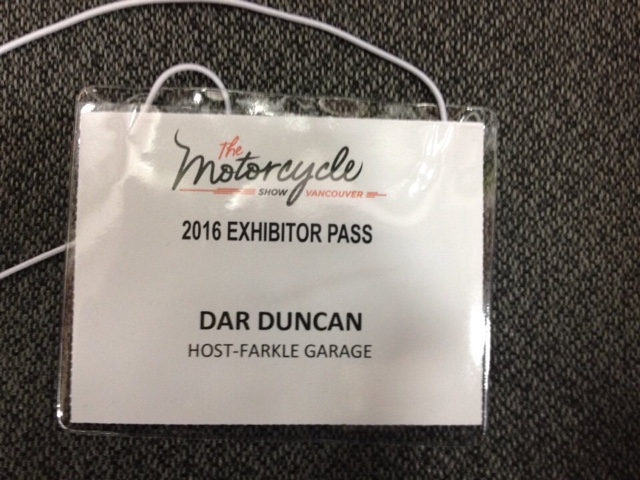 The
Motorcycle
SHOW VANCOUVER
2016 EXHIBITOR PASS
DAR DUNCAN
HOST-FARKLE GARAGE